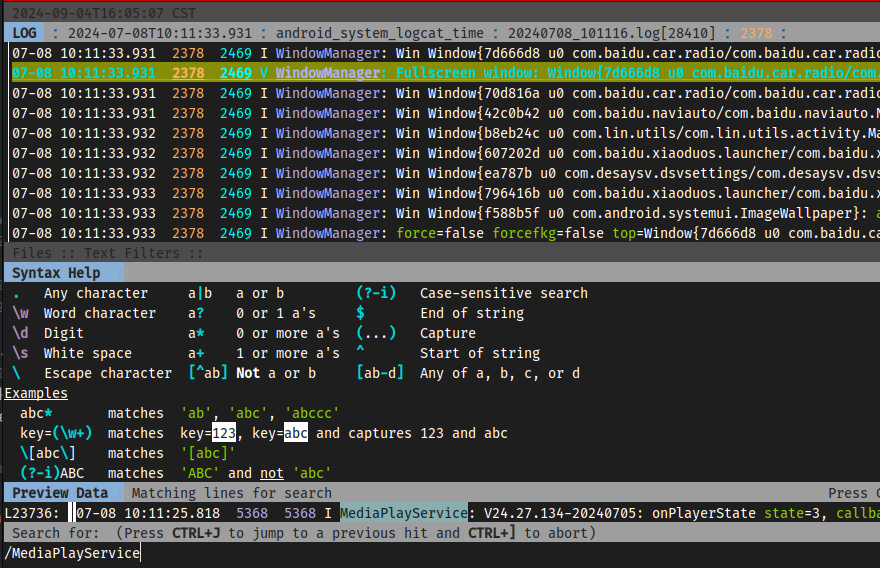 2024-09-04T16:05:07 CST
LOG : 2024-07-08T10:11:33.931 : android_system_logcat_time : 20240708_101116.log[28410] : 2378 :
07-08 10:11:33.931 2378 2469 I WindowManager: Win Window{7d666d8 u0 com.baidu.car.radio/com.baidu.car.radio
07-08 10:11:33.931 2378 2469 V WindowManager: Fullscreen window: Window{7d666d8 u0 com.baidu.car.radio/com.
07-08 10:11:33.931 2378 2469 I WindowManager: Win Window{70d816a u0 com.baidu.car.radio/com.baidu.car.radio
07-08 10:11:33.931 2378 2469 I WindowManager: Win Window{42c0b42 u0 com.baidu.naviauto/com.baidu.naviauto.N
07-08 10:11:33.932 2378 2469 I WindowManager: Win Window{b8eb24c u0 com.lin.utils/com.lin.utils.activity.Ma
07-08 10:11:33.932 2378 2469 I WindowManager: Win Window{607202d u0 com.baidu.xiaoduos.launcher/com.baidu.x
07-08 10:11:33.932 2378 2469 I WindowManager: Win Window{ea787b u0 com.desaysv.dsvsettings/com.desaysv.dsvs
07-08 10:11:33.933 2378 2469 I WindowManager: Win Window{796416b u0 com.baidu.xiaoduos.launcher/com.baidu.x
07-08 10:11:33.933 2378 2469 I WindowManager: Win Window{f588b5f u0 com.android.systemui.ImageWallpaper}: a
07-08 10:11:33.933 2378 2469 I WindowManager: force=false forcefkg=false top=Window{7d666d8 u0 com.baidu.ca
Files :: Text Filters ::
Syntax Help :
. Any character a|b a or b (?-i) Case-sensitive search
\w Word character a? 0 or 1 a's $ End of string
\d Digit a* 0 or more a's (...) Capture
\s White space a+ 1 or more a's ^ Start of string
\ Escape character [^ab] Not a or b [ab-d] Any of a, b, c, or d
Examples
abc* matches 'ab', 'abc', 'abccc'
key=(\w+) matches key=123, key=abc and captures 123 and abc
\[abc\] matches '[abc]'
(?-i)ABC matches 'ABC' and not 'abc'
Preview Data : Matching lines for search Press C
L23736: 07-08 10:11:25.818 5368 5368 I MediaPlayService: V24.27.134-20240705: onPlayerState state=3, callba
Search for: (Press CTRL+J to jump to a previous hit and CTRL+] to abort)
/MediaPlayService